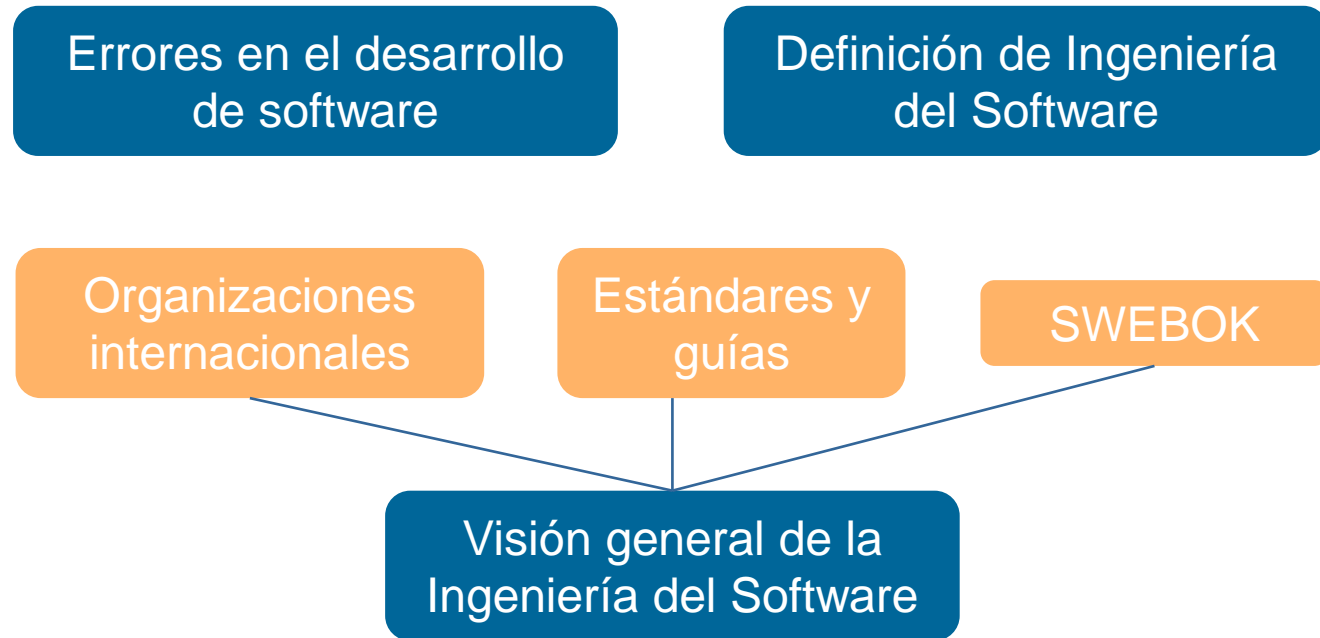 Errores en el desarrollo
de software
Definición de Ingeniería
del Software
Organizaciones
internacionales
Estándares y
guías
SWEBOK
Visión general de la
Ingeniería del Software